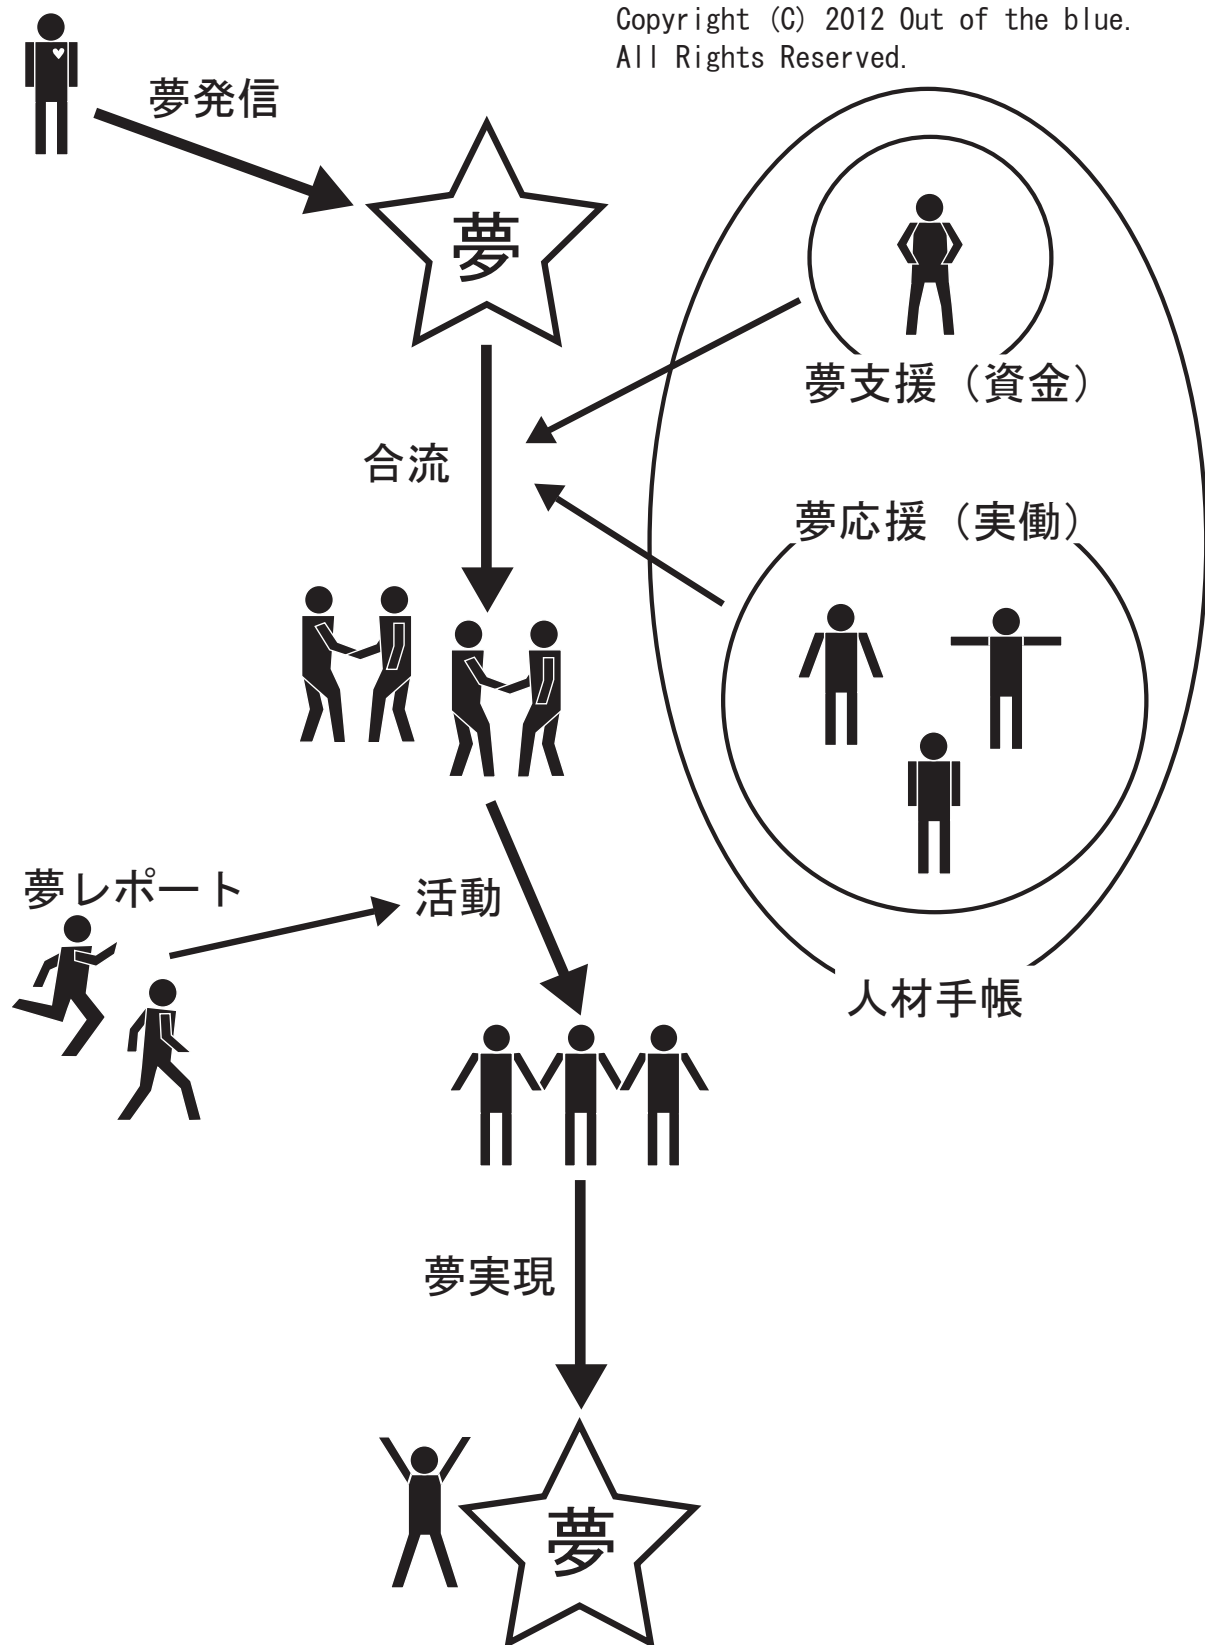 Copyright (C) 2012 Out of the blue.
All Rights Reserved.
夢発信
夢
夢支援（資金）
合流
夢応援（実働）
夢レポート
活動
人材手帳
夢実現
夢